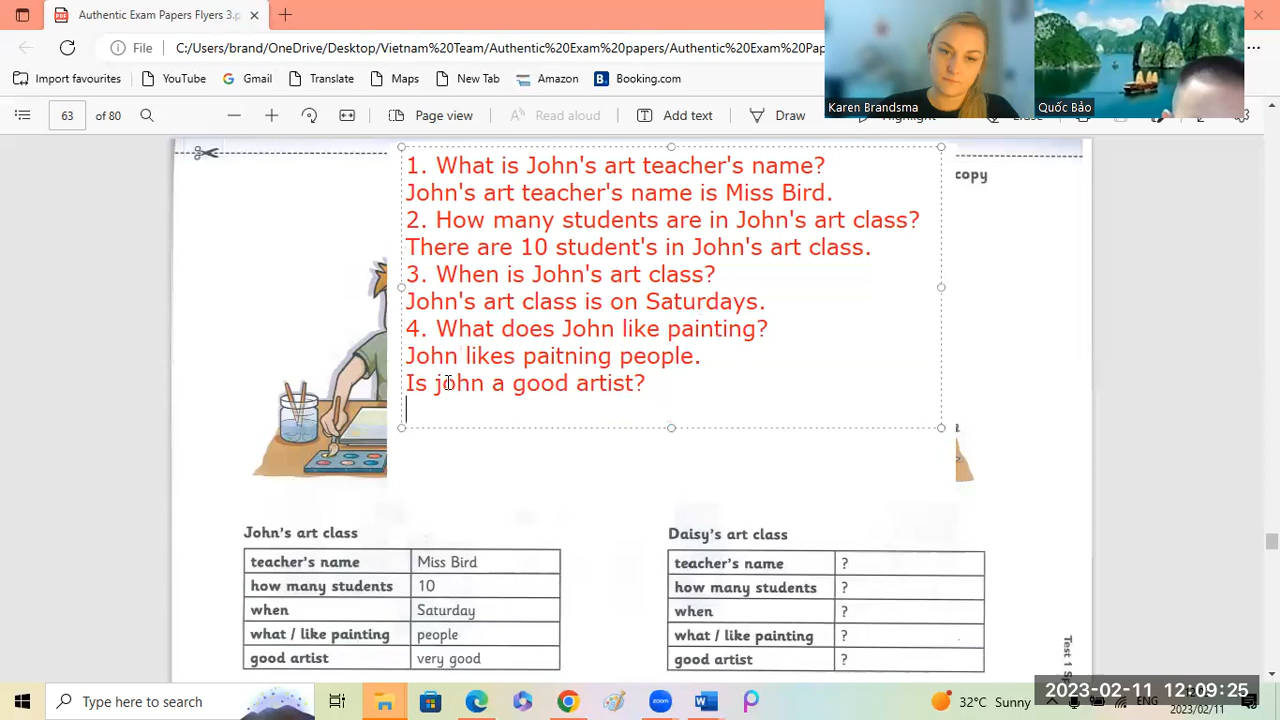 Authentic Exam Papers Flyers 3.p
File
C:/Users/brand/OneDrive/Desktop/Vietnam%20Team/Authentic%20Exam%20papers/Authentic%20Exam%20Pap
Import favourites
YouTube
Gmail
Translate
Maps
New Tab
Amazon
Booking.com
Karen Brandsma
Quốc Bảo
63 of 80
Page view
Read aloud
Add text
Draw
copy
1. What is John's art teacher's name?
John's art teacher's name is Miss Bird.
2. How many students are in John's art class?
There are 10 student's in John's art class.
3. When is John's art class?
John's art class is on Saturdays.
4. What does John like painting?
John likes paitning people.
Is john a good artist?
John's art class
teacher's name Miss Bird
how many students 10
when Saturday
what / like painting people
good artist very good
Daisy's art class
teacher's name ?
how many students ?
when ?
what / like painting ?
good artist ?
Test 1
Type here to search
32°C Sunny
ENG
2023-02-11 12:09:25
2023/02/11